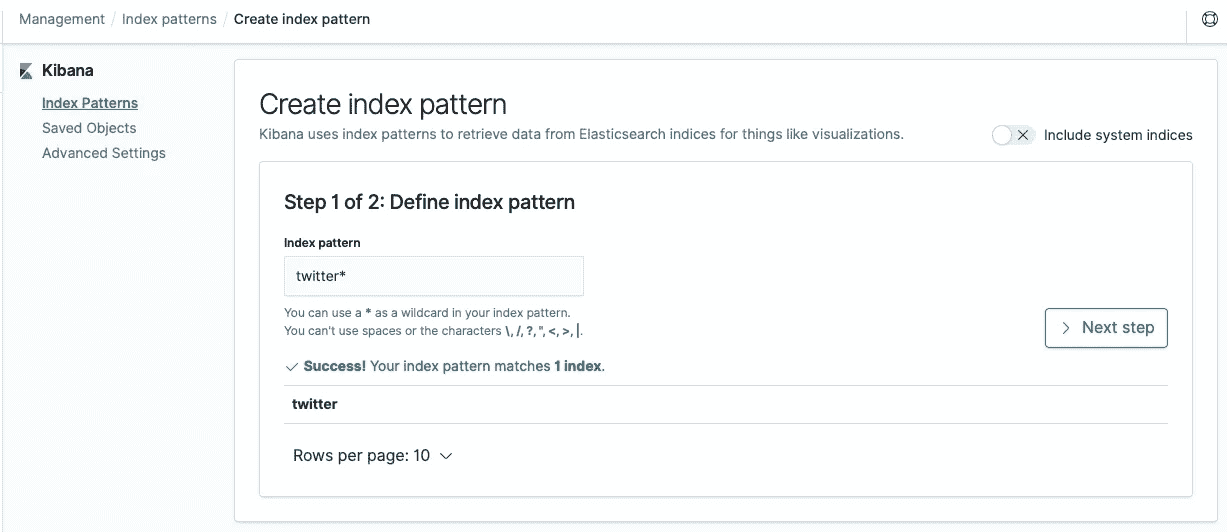 Management / Index patterns / Create index pattern
Kibana
Index Patterns
Saved Objects
Advanced Settings
Create index pattern
Kibana uses index patterns to retrieve data from Elasticsearch indices for things like visualizations.
Include system indices
Step 1 of 2: Define index pattern
Index pattern
twitter*
You can use a * as a wildcard in your index pattern.
You can't use spaces or the characters \, /, ?, ", <, >, |.
Next step
Success! Your index pattern matches 1 index.
twitter
Rows per page: 10